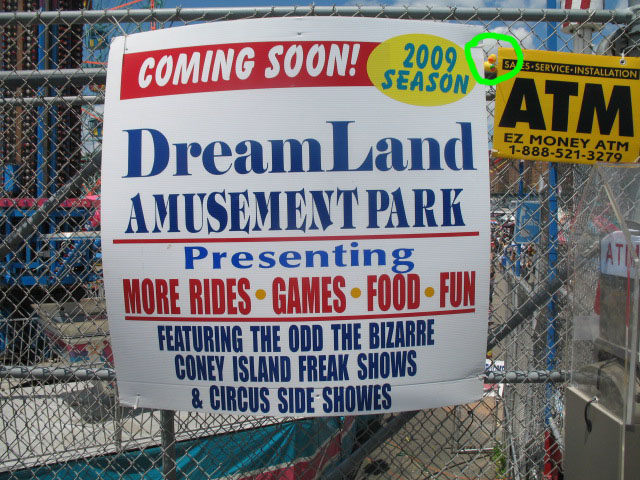 COMING SOON!
2009
SEASON
DreamLand
AMUSEMENT PARK
Presenting
MORE RIDES • GAMES • FOOD • FUN
FEATURING THE ODD THE BIZARRE
CONEY ISLAND FREAK SHOWS
& CIRCUS SIDE SHOWES
SALES•SERVICE•INSTALLATION
ATM
EZ MONEY ATM
1-888-521-3279